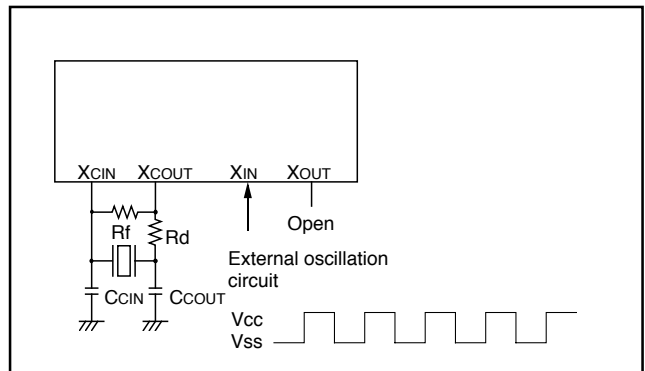 XCIN XCOUT XIN XOUT
Rf
Rd
Open
External oscillation
circuit
CCIN
CCOUT
Vcc
Vss